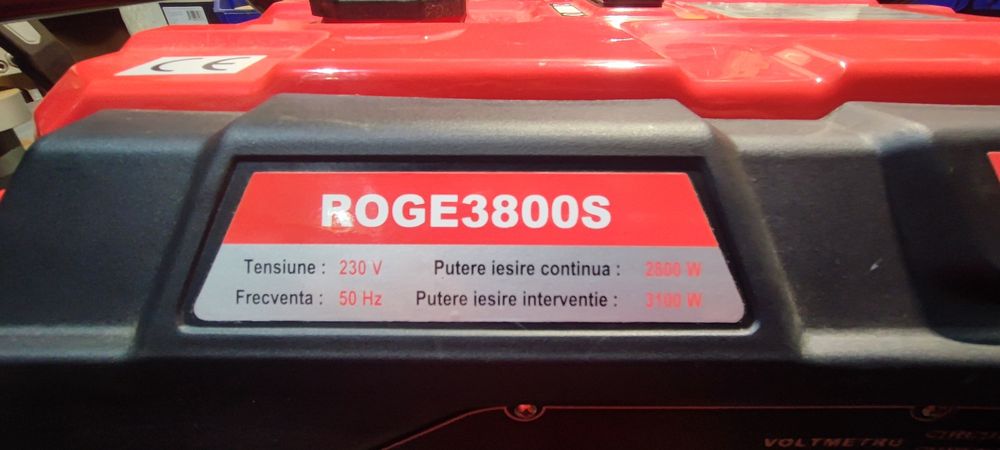 CE
ROGE3800S
Tensiune : 230 V Putere iesire continua : 2800 W
Frecventa : 50 Hz Putere iesire interventie : 3100 W
VOLTMETRU